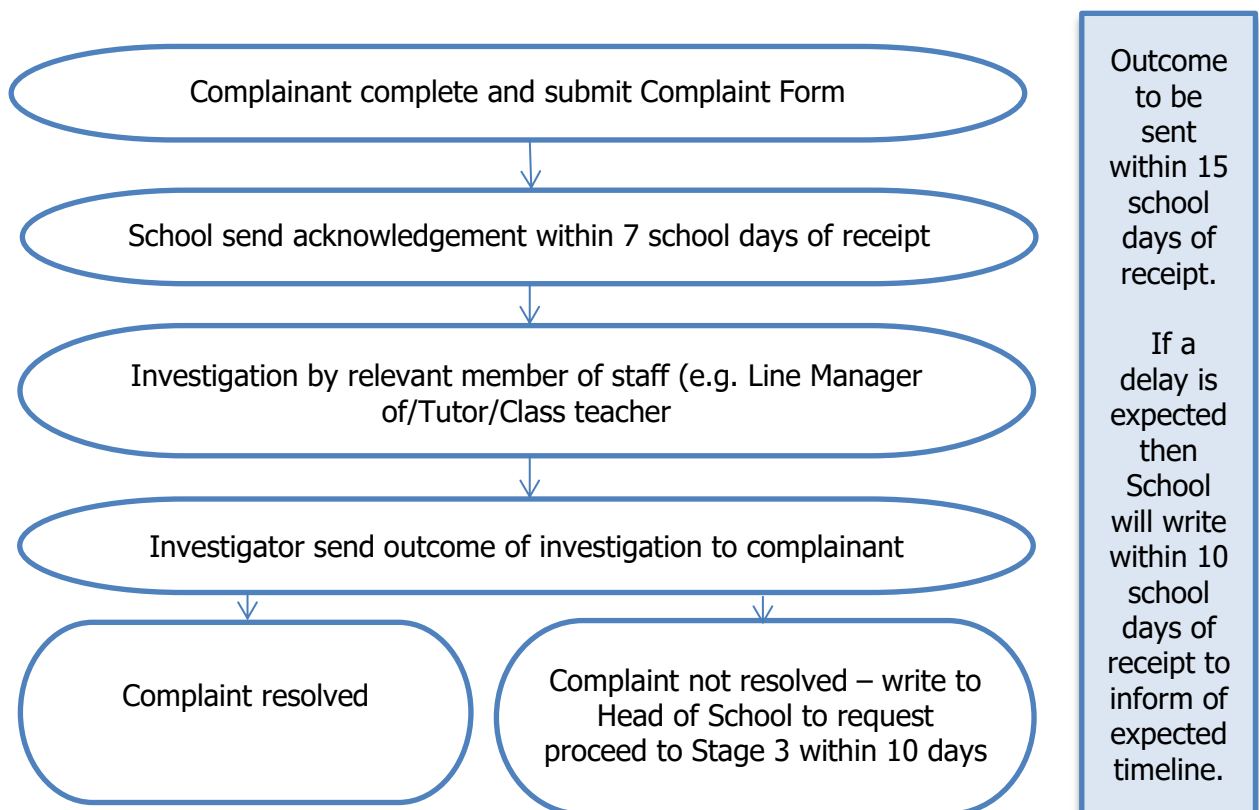 Complainant complete and submit Complaint Form
School send acknowledgement within 7 school days of receipt
Investigation by relevant member of staff (e.g. Line Manager
of/Tutor/Class teacher
Investigator send outcome of investigation to complainant
Complaint resolved
Complaint not resolved – write to
Head of School to request
proceed to Stage 3 within 10 days
Outcome
to be
sent
within 15
school
days of
receipt.
If a
delay is
expected
then
School
will write
within 10
school
days of
receipt to
inform of
expected
timeline.